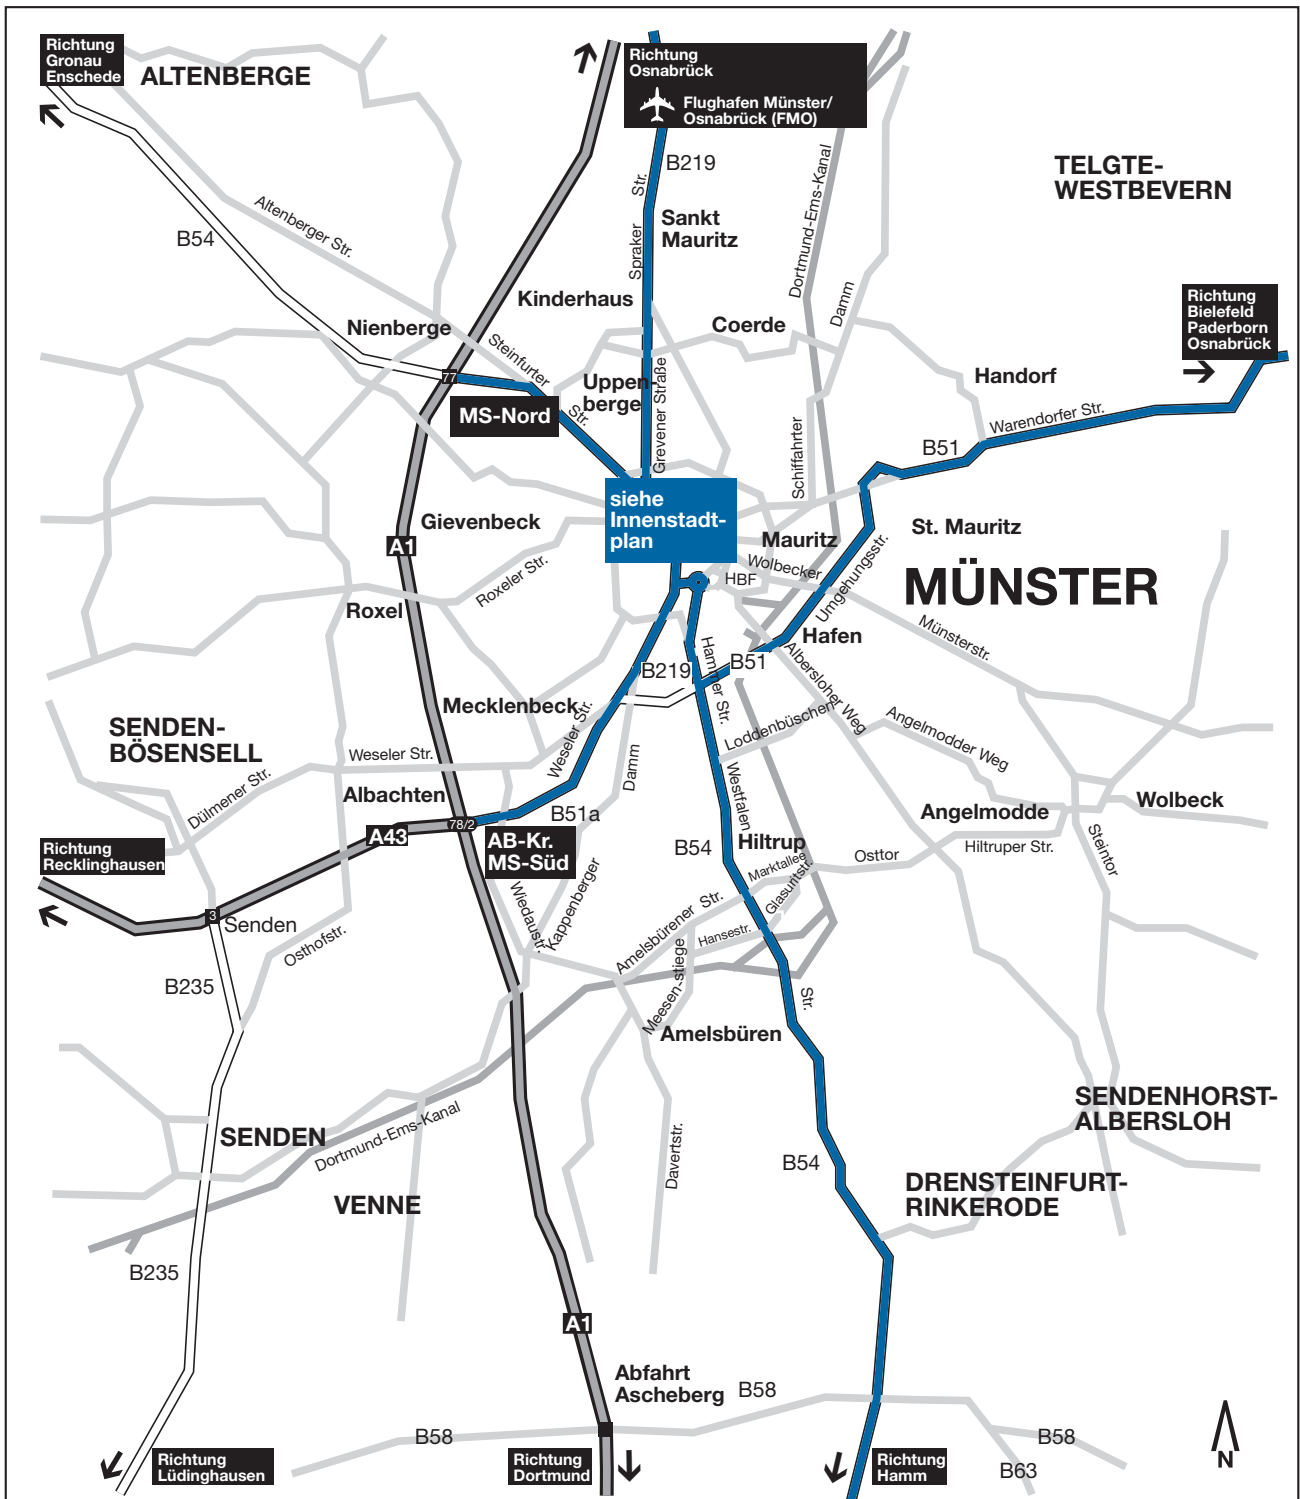 Richtung
Gronau
Enschede
ALTENBERGE
Richtung
Osnabrück
Flughafen Münster/
Osnabrück (FMO)
B219
TELGTE-
WESTBEVERN
Dortmund-Ems-Kanal
Altenberger Str.
B54
Spraker
Str.
Sankt
Mauritz
Kinderhaus
Nienberge
Coerde
Damm
Richtung
Bielefeld
Paderborn
Osnabrück
Steinfurter
Str.
77
MS-Nord
Uppen-
berge
Grevener Straße
Handorf
Warendorfer Str.
B51
Schiffahrter
siehe
Innenstadt-
plan
Gievenbeck
A1
Mauritz
St. Mauritz
Wolbecker
HBF
Umgehungsstr.
MÜNSTER
Roxeler Str.
Roxel
Hafen
Münsterstr.
Hammer Str.
B219
B51
Albersloher Weg
Mecklenbeck
Loddenbüschen
Angelmodder Weg
SENDEN-
BÖSENSELL
Weseler Str.
Weseler Str.
Damm
Dülmener Str.
Albachten
Westfalen
Angelmodde
Wolbeck
78/2
A43
B51a
AB-Kr.
MS-Süd
B54
Hiltrup
Osttor
Hiltruper Str.
Steintor
Richtung
Recklinghausen
Marktallee
Glasuritstr.
3
Senden
Osthofstr.
Wiedaustr.
Kappenberger
Amelsbürener Str.
Hansestr.
Meesen-stiege
B235
Str.
Amelsbüren
SENDEN
Dortmund-Ems-Kanal
SENDENHORST-
ALBERSLOH
Davertstr.
B54
VENNE
DRENSTEINFURT-
RINKERODE
B235
A1
Abfahrt
Ascheberg
B58
B58
B58
B63
Richtung
Lüdinghausen
Richtung
Dortmund
Richtung
Hamm
N